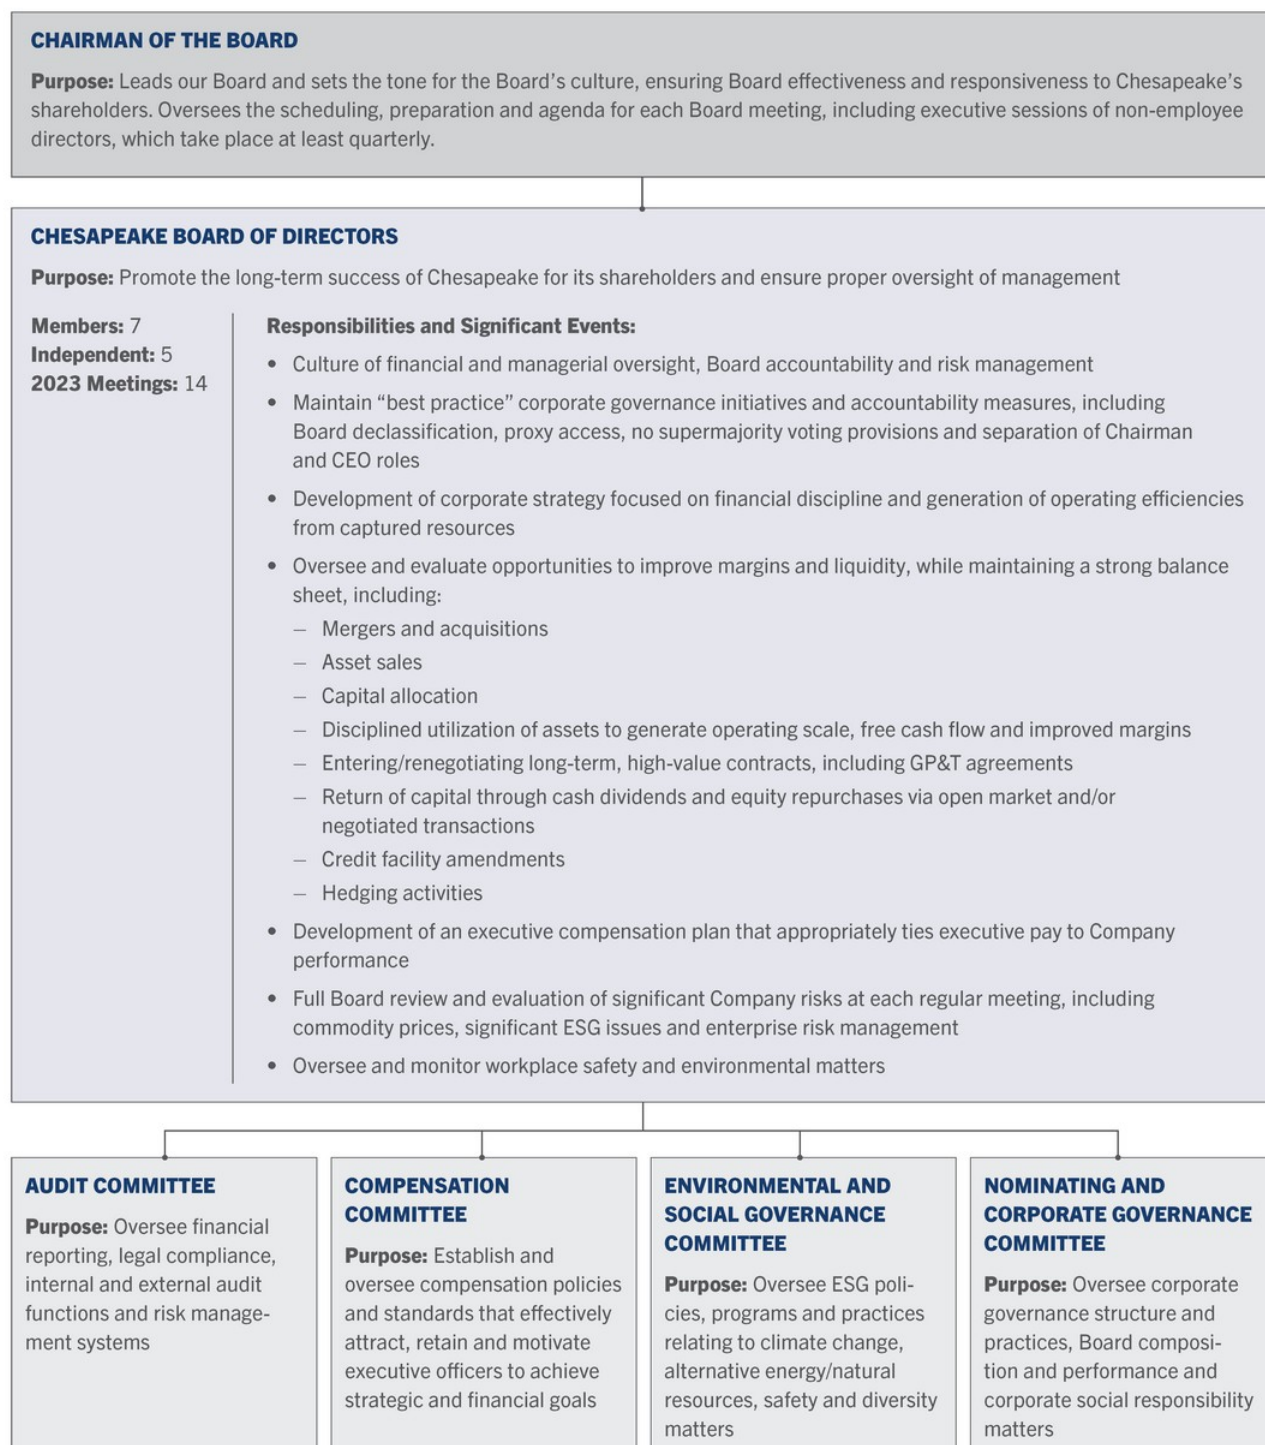 CHAIRMAN OF THE BOARD
Purpose: Leads our Board and sets the tone for the Board’s culture, ensuring Board effectiveness and responsiveness to Chesapeake’s
shareholders. Oversees the scheduling, preparation and agenda for each Board meeting, including executive sessions of non-employee
directors, which take place at least quarterly.
CHESAPEAKE BOARD OF DIRECTORS
Purpose: Promote the long-term success of Chesapeake for its shareholders and ensure proper oversight of management
Members: 7
Independent: 5
2023 Meetings: 14
Responsibilities and Significant Events:
• Culture of financial and managerial oversight, Board accountability and risk management
• Maintain “best practice” corporate governance initiatives and accountability measures, including
Board declassification, proxy access, no supermajority voting provisions and separation of Chairman
and CEO roles
• Development of corporate strategy focused on financial discipline and generation of operating efficiencies
from captured resources
• Oversee and evaluate opportunities to improve margins and liquidity, while maintaining a strong balance
sheet, including:
– Mergers and acquisitions
– Asset sales
– Capital allocation
– Disciplined utilization of assets to generate operating scale, free cash flow and improved margins
– Entering/renegotiating long-term, high-value contracts, including GP&T agreements
– Return of capital through cash dividends and equity repurchases via open market and/or
negotiated transactions
– Credit facility amendments
– Hedging activities
• Development of an executive compensation plan that appropriately ties executive pay to Company
performance
• Full Board review and evaluation of significant Company risks at each regular meeting, including
commodity prices, significant ESG issues and enterprise risk management
• Oversee and monitor workplace safety and environmental matters
AUDIT COMMITTEE
Purpose: Oversee financial
reporting, legal compliance,
internal and external audit
functions and risk manage-
ment systems
COMPENSATION
COMMITTEE
Purpose: Establish and
oversee compensation policies
and standards that effectively
attract, retain and motivate
executive officers to achieve
strategic and financial goals
ENVIRONMENTAL AND
SOCIAL GOVERNANCE
COMMITTEE
Purpose: Oversee ESG poli-
cies, programs and practices
relating to climate change,
alternative energy/natural
resources, safety and diversity
matters
NOMINATING AND
CORPORATE GOVERNANCE
COMMITTEE
Purpose: Oversee corporate
governance structure and
practices, Board composi-
tion and performance and
corporate social responsibility
matters